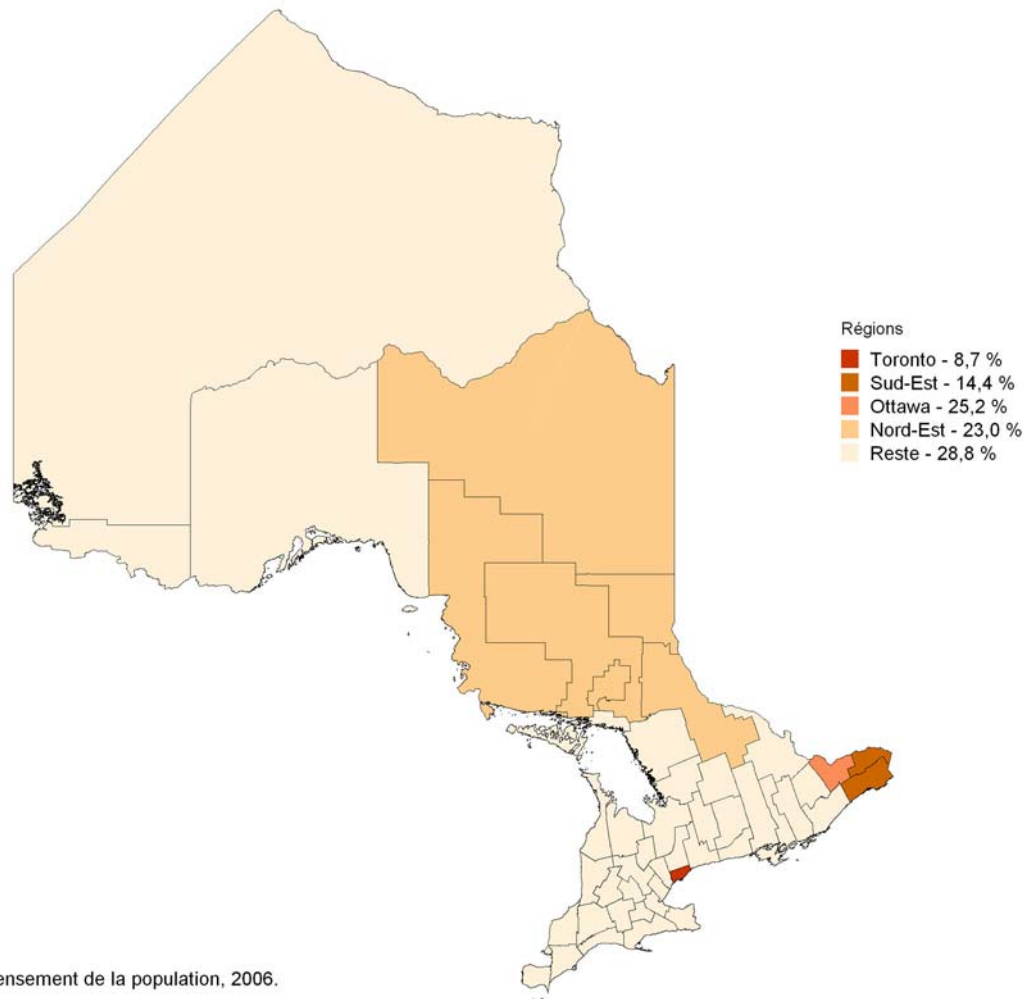 Régions
Toronto - 8,7 %
Sud-Est - 14,4 %
Ottawa - 25,2 %
Nord-Est - 23,0 %
Reste - 28,8 %
ensement de la population, 2006.